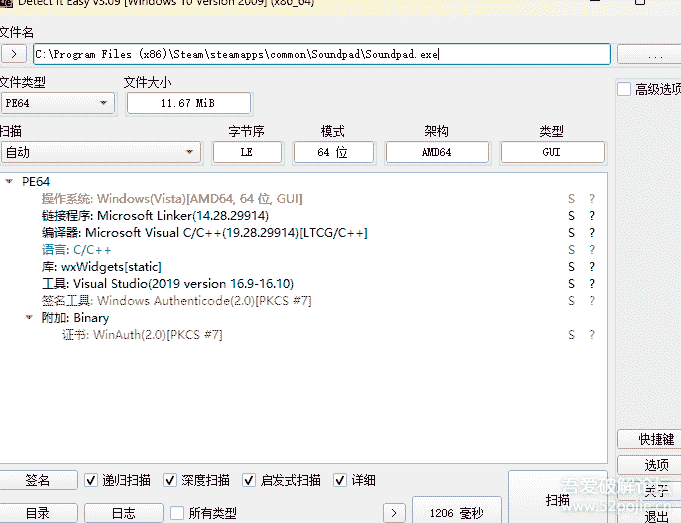 Detect It Easy v3.09 [Windows 10 Version 2009] (x86_64)
文件名
> C:\Program Files (x86)\Steam\steamapps\common\Soundpad\Soundpad.exe ...
文件类型 文件大小
PE64 11.67 MiB 高级选项
扫描 字节序 模式 架构 类型
自动 LE 64 位 AMD64 GUI
PE64
操作系统: Windows(Vista)[AMD64, 64 位, GUI] S ?
链接程序: Microsoft Linker(14.28.29914) S ?
编译器: Microsoft Visual C/C++(19.28.29914)[LTCG/C++] S ?
语言: C/C++ S ?
库: wxWidgets[static] S ?
工具: Visual Studio(2019 version 16.9-16.10) S ?
签名工具: Windows Authenticode(2.0)[PKCS #7] S ?
附加: Binary
证书: WinAuth(2.0)[PKCS #7] S ?
快捷键
选项
签名 递归扫描 深度扫描 启发式扫描 详细 扫描 关于
目录 日志 所有类型 > 1206 毫秒 退出
吾爱破解论坛
www.52pojie.cn